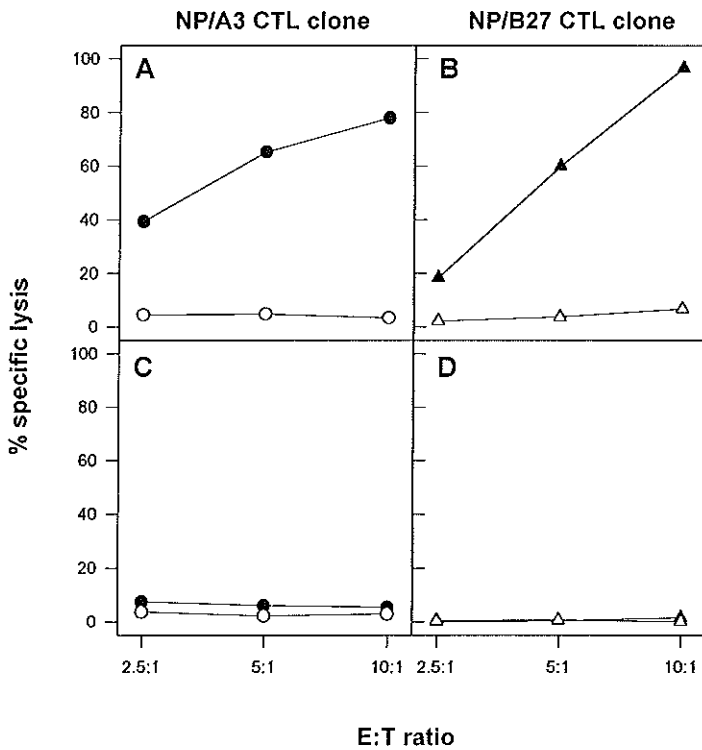 NP/A3 CTL clone
NP/B27 CTL clone
A
B
100
80
60
40
20
0
C
D
100
80
60
40
20
0
2.5:1
5:1
10:1
2.5:1
5:1
10:1
% specific lysis
E:T ratio